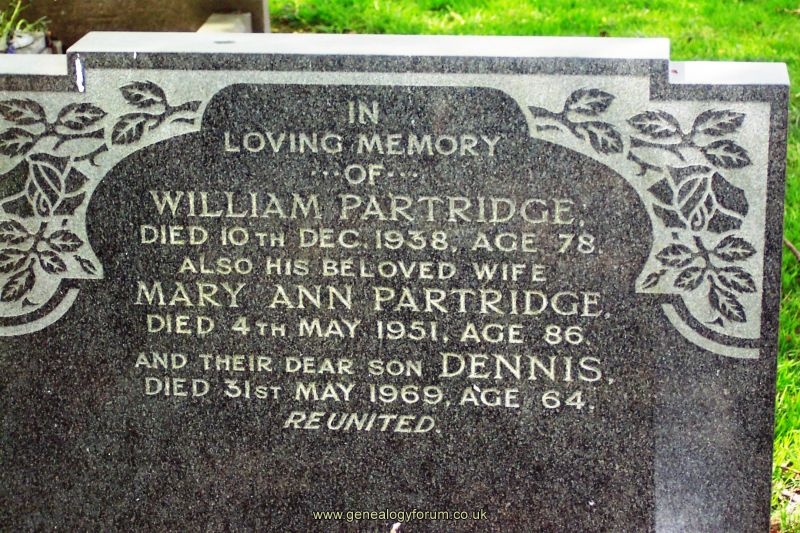 IN
LOVING MEMORY
···OF···
WILLIAM PARTRIDGE,
DIED 10TH DEC. 1938, AGE 78.
ALSO HIS BELOVED WIFE
MARY ANN PARTRIDGE,
DIED 4TH MAY 1951, AGE 86.
AND THEIR DEAR SON DENNIS,
DIED 31ST MAY 1969, AGE 64.
REUNITED.
www.genealogyforum.co.uk